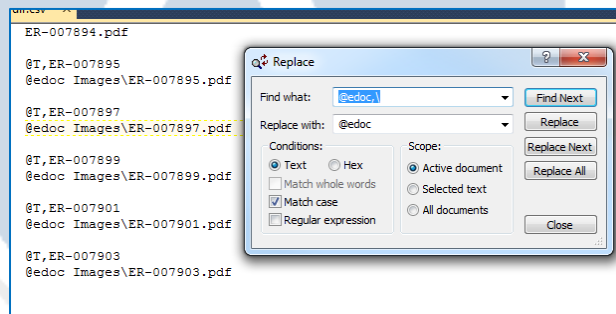 dii.csv
ER-007894.pdf
@T,ER-007895
@edoc Images\ER-007895.pdf
@T,ER-007897
@edoc Images\ER-007897.pdf
@T,ER-007899
@edoc Images\ER-007899.pdf
@T,ER-007901
@edoc Images\ER-007901.pdf
@T,ER-007903
@edoc Images\ER-007903.pdf
Replace
Find what: @edoc,\
Find Next
Replace with: @edoc
Replace
Conditions:
Scope:
Replace Next
Text Hex
Active document
Replace All
Match whole words
Selected text
Match case
All documents
Regular expression
Close